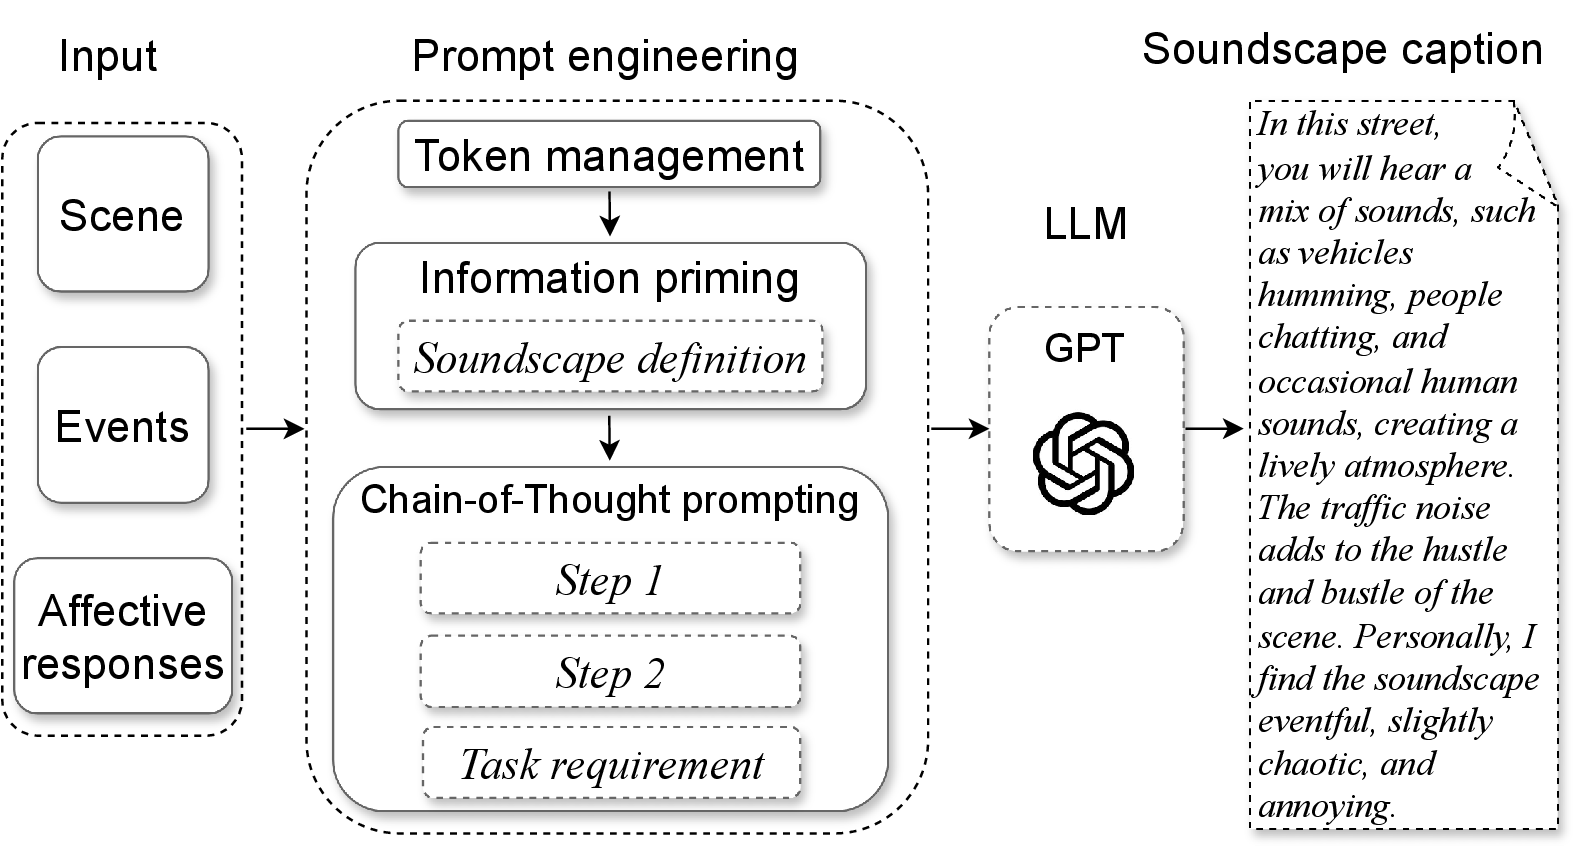 Input
Scene
Events
Affective
responses
Prompt engineering
Token management
Information priming
Soundscape definition
Chain-of-Thought prompting
Step 1
Step 2
Task requirement
LLM
GPT
Soundscape caption
In this street,
you will hear a
mix of sounds, such
as vehicles
humming, people
chatting, and
occasional human
sounds, creating a
lively atmosphere.
The traffic noise
adds to the hustle
and bustle of the
scene. Personally, I
find the soundscape
eventful, slightly
chaotic, and
annoying.